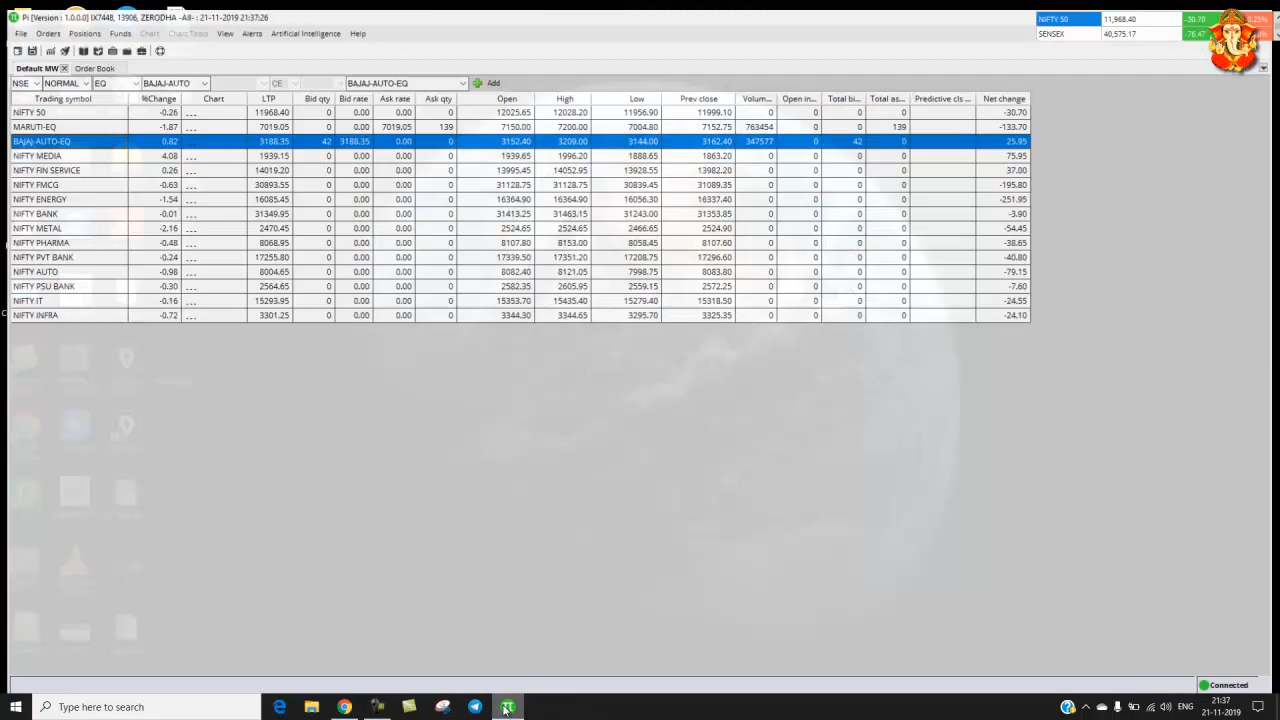 Pi [Version : 1.0.0.0] IX7448, 13906, ZERODHA -All- : 21-11-2019 21:37:26
NIFTY 50 11,968.40 -30.70 0.25%
SENSEX 40,575.17 -76.47
File Orders Positions Funds Chart Chart Tools View Alerts Artificial Intelligence Help
Default MW Order Book
NSE NORMAL EQ BAJAJ-AUTO CE BAJAJ-AUTO-EQ Add
Trading symbol %Change Chart LTP Bid qty Bid rate Ask rate Ask qty Open High Low Prev close Volum... Open in... Total bi... Total as... Predictive cls ... Net change
NIFTY 50 -0.26 ... 11968.40 0 0.00 0.00 0 12025.65 12028.20 11956.90 11999.10 0 0 0 0 -30.70
MARUTI-EQ -1.87 ... 7019.05 0 0.00 7019.05 139 7150.00 7200.00 7004.80 7152.75 763454 0 0 139 -133.70
BAJAJ-AUTO-EQ 0.82 ... 3188.35 42 3188.35 0.00 0 3152.40 3209.00 3144.00 3162.40 347577 0 42 0 25.95
NIFTY MEDIA 4.08 ... 1939.15 0 0.00 0.00 0 1939.65 1996.20 1888.65 1863.20 0 0 0 0 75.95
NIFTY FIN SERVICE 0.26 ... 14019.20 0 0.00 0.00 0 13995.45 14052.95 13928.55 13982.20 0 0 0 0 37.00
NIFTY FMCG -0.63 ... 30893.55 0 0.00 0.00 0 31128.75 31128.75 30839.45 31089.35 0 0 0 0 -195.80
NIFTY ENERGY -1.54 ... 16085.45 0 0.00 0.00 0 16364.90 16364.90 16056.30 16337.40 0 0 0 0 -251.95
NIFTY BANK -0.01 ... 31349.95 0 0.00 0.00 0 31413.25 31463.15 31243.00 31353.85 0 0 0 0 -3.90
NIFTY METAL -2.16 ... 2470.45 0 0.00 0.00 0 2524.65 2524.65 2466.65 2524.90 0 0 0 0 -54.45
NIFTY PHARMA -0.48 ... 8068.95 0 0.00 0.00 0 8107.80 8153.00 8058.45 8107.60 0 0 0 0 -38.65
NIFTY PVT BANK -0.24 ... 17255.80 0 0.00 0.00 0 17339.50 17351.20 17208.75 17296.60 0 0 0 0 -40.80
NIFTY AUTO -0.98 ... 8004.65 0 0.00 0.00 0 8082.40 8121.05 7998.75 8083.80 0 0 0 0 -79.15
NIFTY PSU BANK -0.30 ... 2564.65 0 0.00 0.00 0 2582.35 2605.95 2559.15 2572.25 0 0 0 0 -7.60
NIFTY IT -0.16 ... 15293.95 0 0.00 0.00 0 15353.70 15435.40 15279.40 15318.50 0 0 0 0 -24.55
NIFTY INFRA -0.72 ... 3301.25 0 0.00 0.00 0 3344.30 3344.65 3295.70 3325.35 0 0 0 0 -24.10
Connected
Type here to search ENG 21:37
21-11-2019